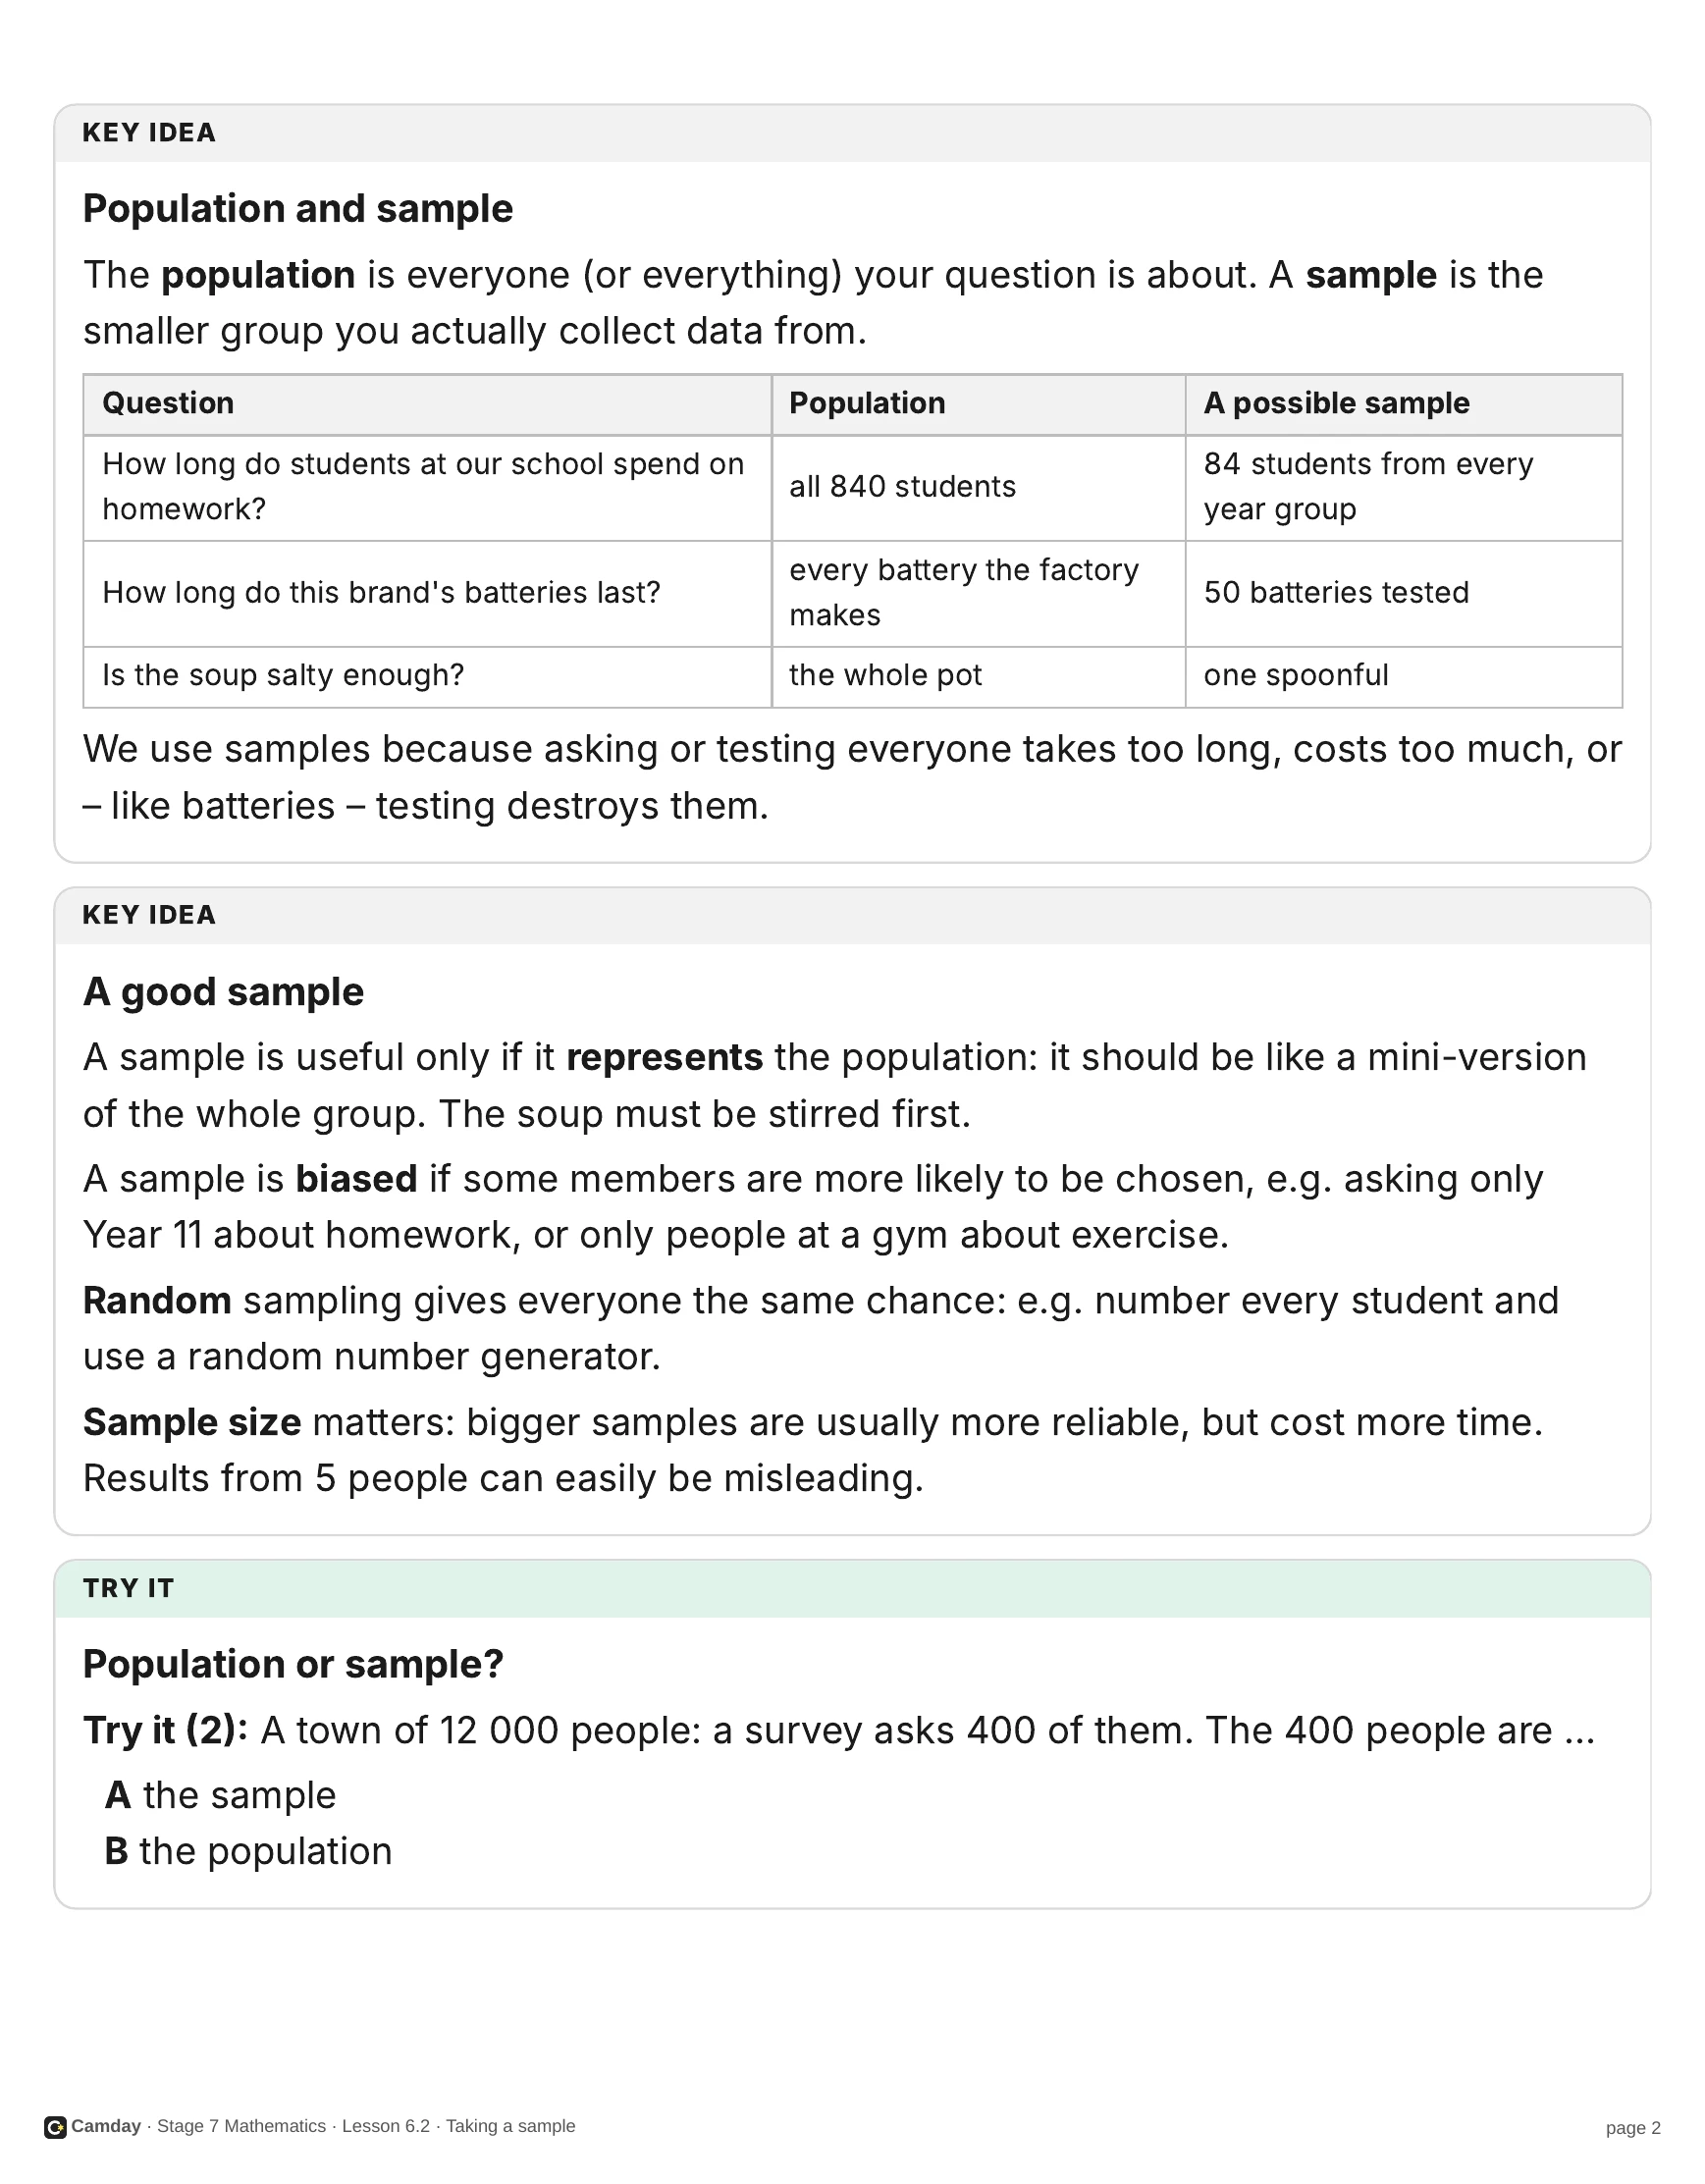 KEY IDEA
Population and sample
The population is everyone (or everything) your question is about. A sample is the
smaller group you actually collect data from.
Question Population A possible sample
How long do students at our school spend on
homework?
all 840 students
84 students from every
year group
How long do this brand's batteries last?
every battery the factory
makes
50 batteries tested
Is the soup salty enough? the whole pot one spoonful
We use samples because asking or testing everyone takes too long, costs too much, or
– like batteries – testing destroys them.
KEY IDEA
A good sample
A sample is useful only if it represents the population: it should be like a mini-version
of the whole group. The soup must be stirred first.
A sample is biased if some members are more likely to be chosen, e.g. asking only
Year 11 about homework, or only people at a gym about exercise.
Random sampling gives everyone the same chance: e.g. number every student and
use a random number generator.
Sample size matters: bigger samples are usually more reliable, but cost more time.
Results from 5 people can easily be misleading.
TRY IT
Population or sample?
Try it (2): A town of 12 000 people: a survey asks 400 of them. The 400 people are ...
A the sample
B the population
Camday · Stage 7 Mathematics · Lesson 6.2 · Taking a sample
page 2